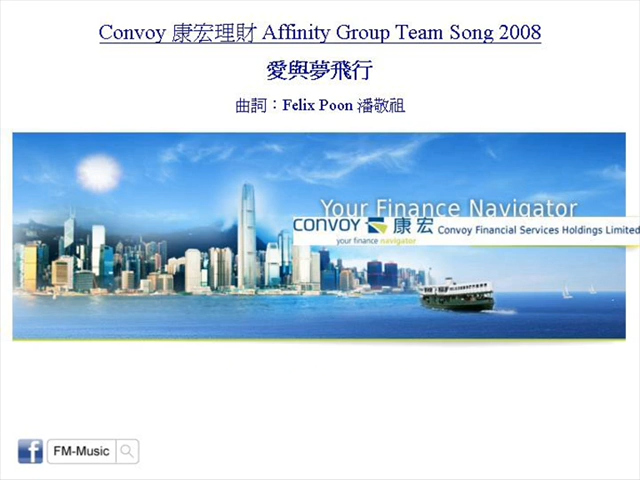 Convoy 康宏理財 Affinity Group Team Song 2008
愛與夢飛行
曲詞：Felix Poon 潘敬祖
Your Finance Navigator
CONVOY 康宏 Convoy Financial Services Holdings Limited
your finance navigator
FM-Music